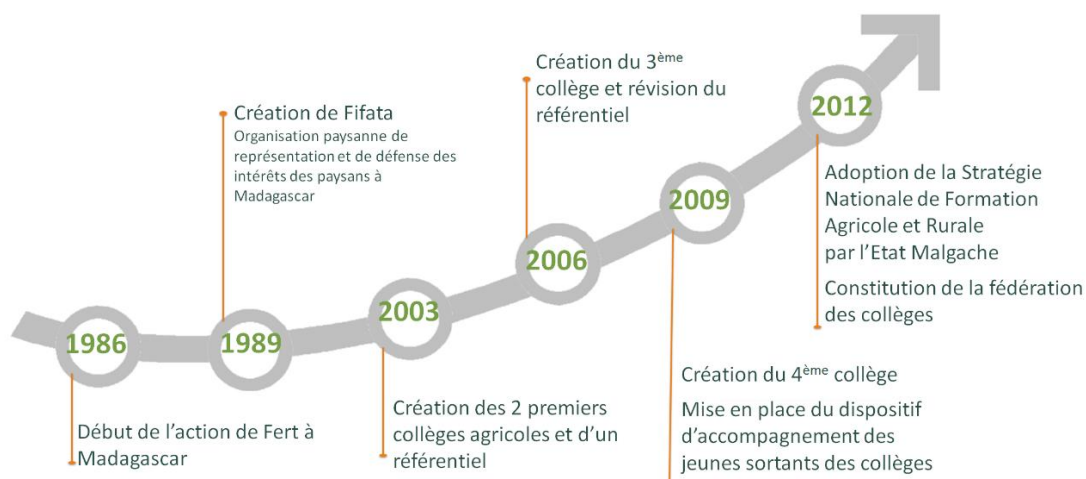 1986
Début de l’action de Fert à
Madagascar
1989
Création de Fifata
Organisation paysanne de
représentation et de défense des
intérêts des paysans à
Madagascar
2003
Création des 2 premiers
collèges agricoles et d’un
référentiel
2006
Création du 3ème
collège et révision du
référentiel
2009
Création du 4ème collège
Mise en place du dispositif
d’accompagnement des
jeunes sortants des collèges
2012
Adoption de la Stratégie
Nationale de Formation
Agricole et Rurale
par l’Etat Malgache
Constitution de la fédération
des collèges